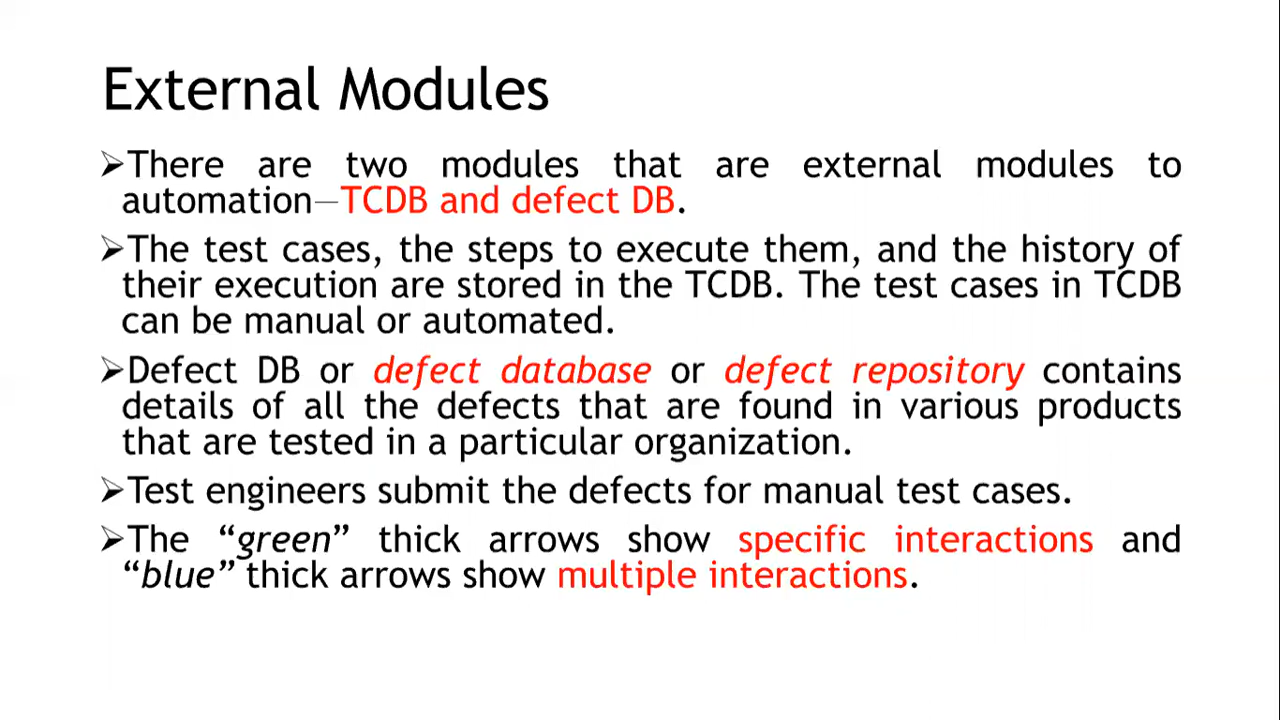 External Modules
➢There are two modules that are external modules to
automation—TCDB and defect DB.
➢The test cases, the steps to execute them, and the history of
their execution are stored in the TCDB. The test cases in TCDB
can be manual or automated.
➢Defect DB or defect database or defect repository contains
details of all the defects that are found in various products
that are tested in a particular organization.
➢Test engineers submit the defects for manual test cases.
➢The “green” thick arrows show specific interactions and
“blue” thick arrows show multiple interactions.